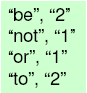 “be”, “2”
“not”, “1”
“or”, “1”
“to”, “2”